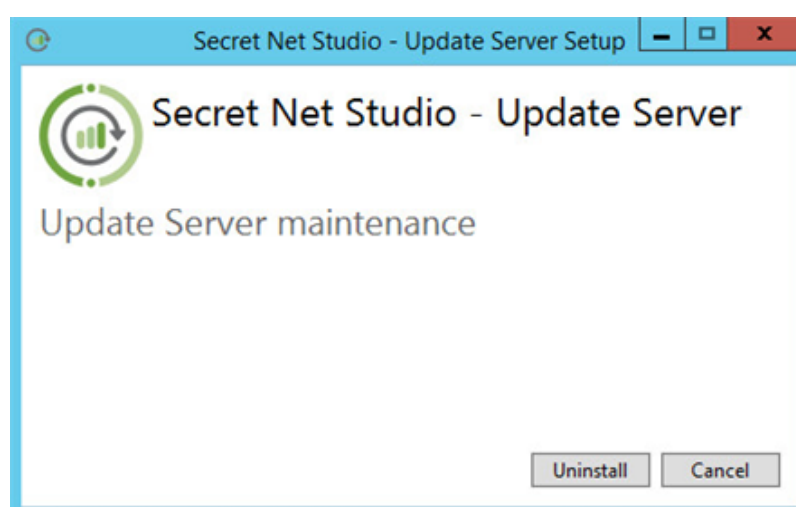 Secret Net Studio - Update Server Setup
Secret Net Studio - Update Server
Update Server maintenance
Uninstall Cancel